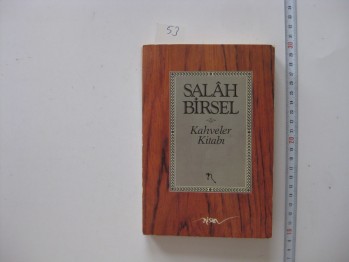 53
SALÂH
BİRSEL
Kahveler
Kitabı